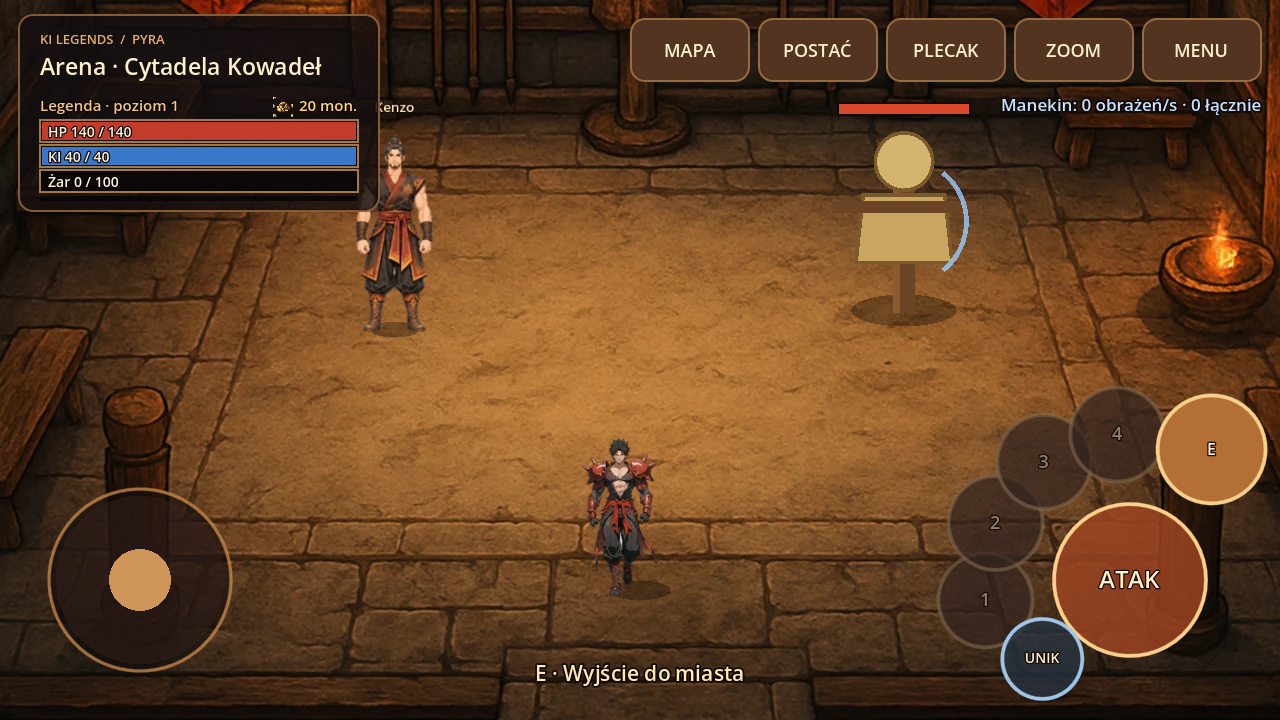 KI LEGENDS / PYRA
Arena · Cytadela Kowadeł
Legenda · poziom 1
20 mon.
HP 140 / 140
KI 40 / 40
Żar 0 / 100
Kenzo
MAPA
POSTAĆ
PLECAK
ZOOM
MENU
Manekin: 0 obrażeń/s · 0 łącznie
4
E
3
2
ATAK
1
UNIK
E · Wyjście do miasta